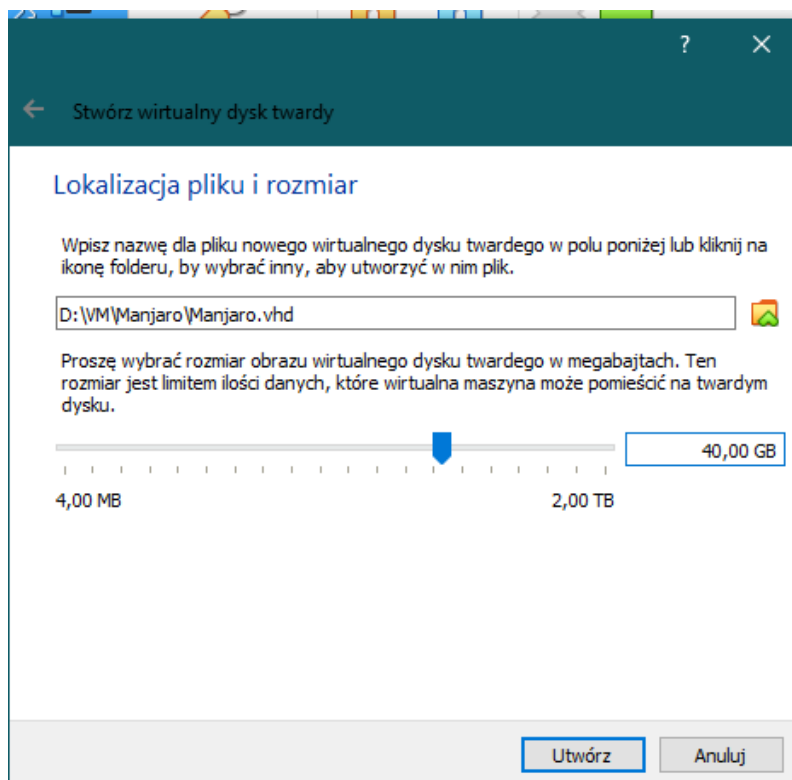 ?
Stwórz wirtualny dysk twardy
Lokalizacja pliku i rozmiar
Wpisz nazwę dla pliku nowego wirtualnego dysku twardego w polu poniżej lub kliknij na
ikonę folderu, by wybrać inny, aby utworzyć w nim plik.
D:\VM\Manjaro\Manjaro.vhd
Proszę wybrać rozmiar obrazu wirtualnego dysku twardego w megabajtach. Ten
rozmiar jest limitem ilości danych, które wirtualna maszyna może pomieścić na twardym
dysku.
40,00 GB
4,00 MB 2,00 TB
Utwórz Anuluj